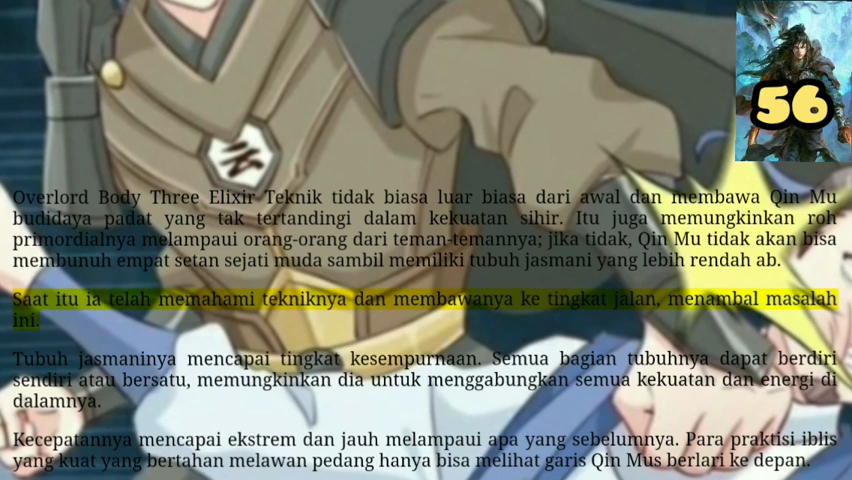 56
Overlord Body Three Elixir Teknik tidak biasa luar biasa dari awal dan membawa Qin Mu
budidaya padat yang tak tertandingi dalam kekuatan sihir. Itu juga memungkinkan roh
primordialnya melampaui orang-orang dari teman-temannya; jika tidak, Qin Mu tidak akan bisa
membunuh empat setan sejati muda sambil memiliki tubuh jasmani yang lebih rendah ab.
Saat itu ia telah memahami tekniknya dan membawanya ke tingkat jalan, menambal masalah
ini.
Tubuh jasmaninya mencapai tingkat kesempurnaan. Semua bagian tubuhnya dapat berdiri
sendiri atau bersatu, memungkinkan dia untuk menggabungkan semua kekuatan dan energi di
dalamnya.
Kecepatannya mencapai ekstrem dan jauh melampaui apa yang sebelumnya. Para praktisi iblis
yang kuat yang bertahan melawan pedang hanya bisa melihat garis Qin Mus berlari ke depan.